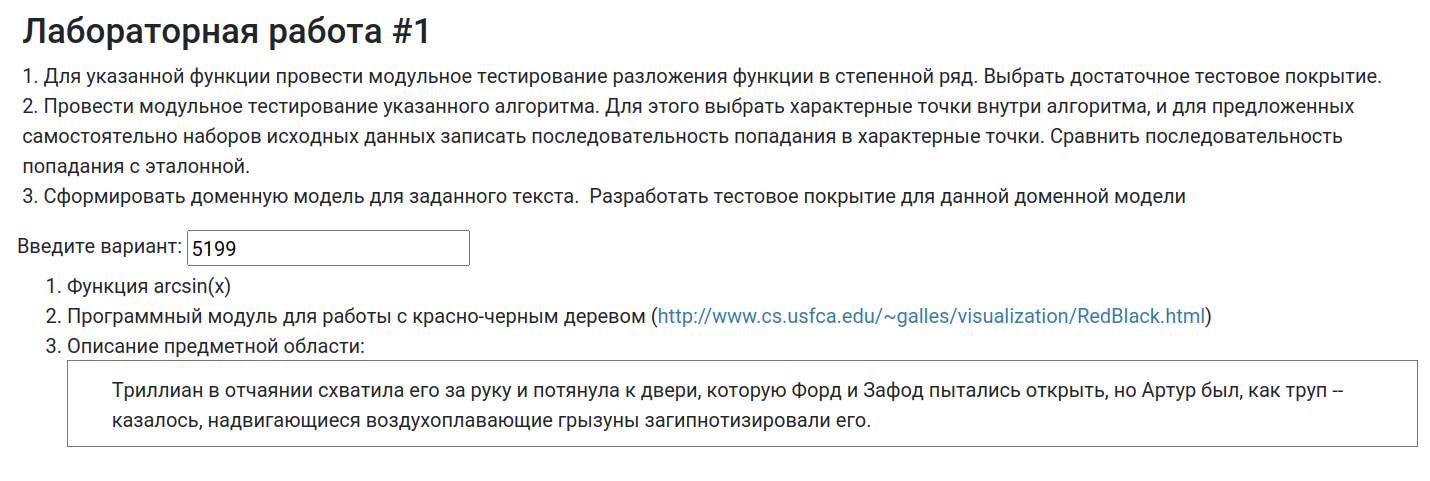 Лабораторная работа #1
1. Для указанной функции провести модульное тестирование разложения функции в степенной ряд. Выбрать достаточное тестовое покрытие.
2. Провести модульное тестирование указанного алгоритма. Для этого выбрать характерные точки внутри алгоритма, и для предложенных
самостоятельно наборов исходных данных записать последовательность попадания в характерные точки. Сравнить последовательность
попадания с эталонной.
3. Сформировать доменную модель для заданного текста.  Разработать тестовое покрытие для данной доменной модели
Введите вариант: 5199
1. Функция arcsin(x)
2. Программный модуль для работы с красно-черным деревом (http://www.cs.usfca.edu/~galles/visualization/RedBlack.html)
3. Описание предметной области:
Триллиан в отчаянии схватила его за руку и потянула к двери, которую Форд и Зафод пытались открыть, но Артур был, как труп --
казалось, надвигающиеся воздухоплавающие грызуны загипнотизировали его.